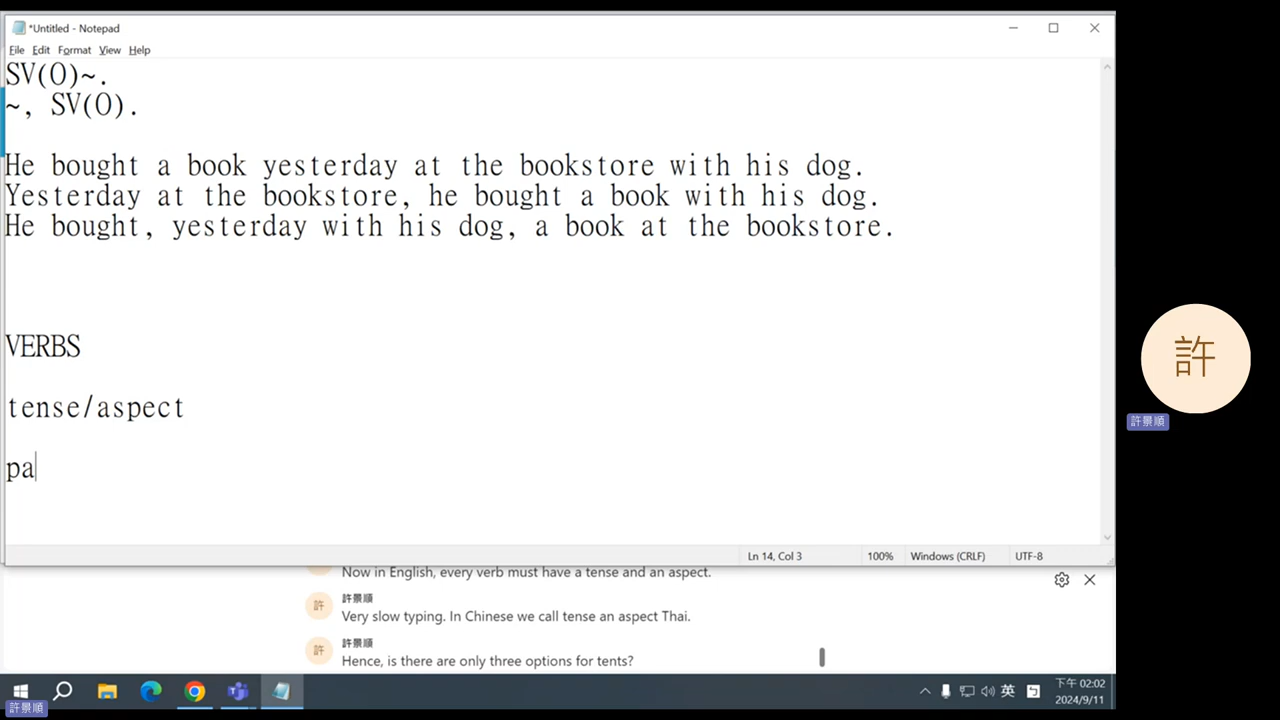 *Untitled - Notepad
File Edit Format View Help
SV(O)~.
~, SV(O).
He bought a book yesterday at the bookstore with his dog.
Yesterday at the bookstore, he bought a book with his dog.
He bought, yesterday with his dog, a book at the bookstore.
VERBS
tense/aspect
pa
Ln 14, Col 3 100% Windows (CRLF) UTF-8
Now in English, every verb must have a tense and an aspect.
許 許景順
Very slow typing. In Chinese we call tense an aspect Thai.
許 許景順
Hence, is there are only three options for tents?
許
許景順
英 下午 02:02
2024/9/11
許景順